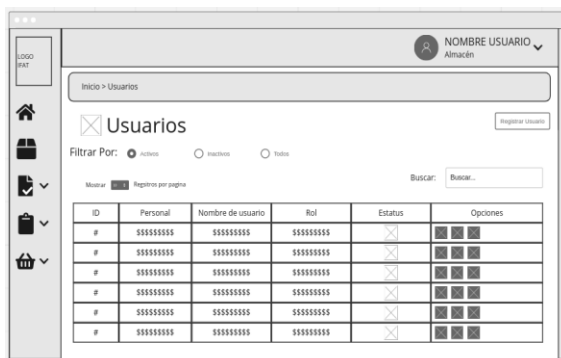 LOGO
IFAT
NOMBRE USUARIO
Almacén
Inicio > Usuarios
Usuarios
Registrar Usuario
Filtrar Por: Activos Inactivos Todos
Mostrar Registros por pagina
Buscar: Buscar...
ID Personal Nombre de usuario Rol Estatus Opciones
# $$$$$$$$$ $$$$$$$$$ $$$$$$$$$
# $$$$$$$$$ $$$$$$$$$ $$$$$$$$$
# $$$$$$$$$ $$$$$$$$$ $$$$$$$$$
# $$$$$$$$$ $$$$$$$$$ $$$$$$$$$
# $$$$$$$$$ $$$$$$$$$ $$$$$$$$$
# $$$$$$$$$ $$$$$$$$$ $$$$$$$$$